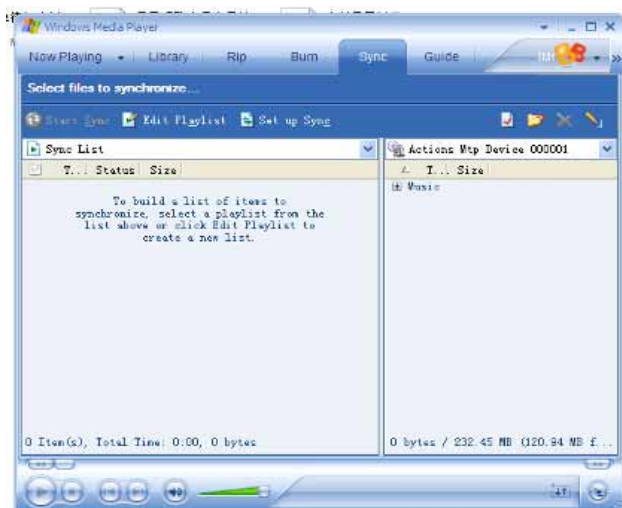 Windows Media Player
Now Playing Library Rip Burn Sync Guide
Select files to synchronize...
Start Sync Edit Playlist Set up Sync
Sync List
Actions Mtp Device 000001
T... Status Size
T... Size
Music
To build a list of items to
synchronize, select a playlist from the
list above or click Edit Playlist to
create a new list.
0 Item(s), Total Time: 0:00, 0 bytes
0 bytes / 232.45 MB (120.94 MB f...